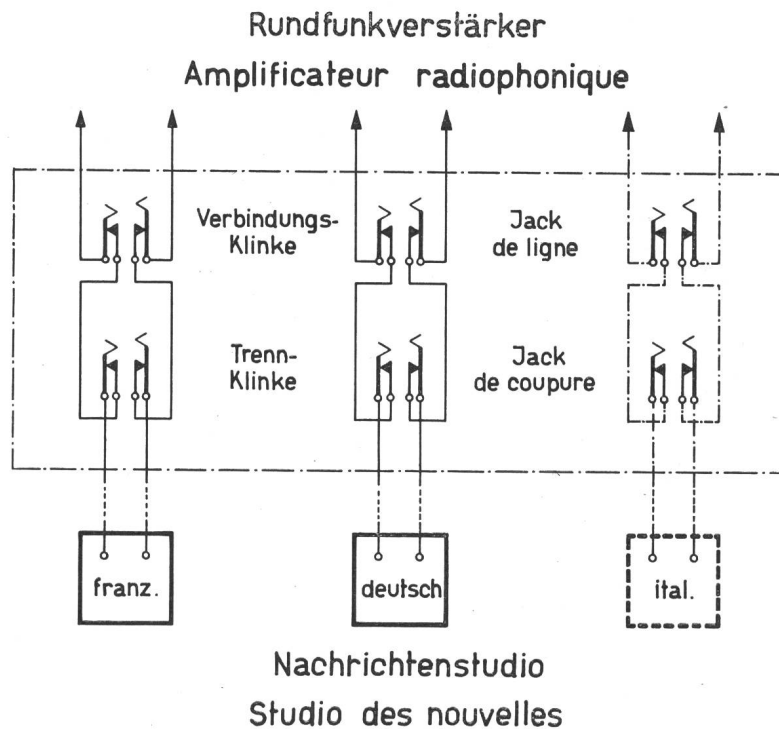 Rundfunkverstärker
Amplificateur radiophonique
Verbindungs-
Klinke
Jack
de ligne
Trenn-
Klinke
Jack
de coupure
franz.
deutsch
ital.
Nachrichtenstudio
Studio des nouvelles